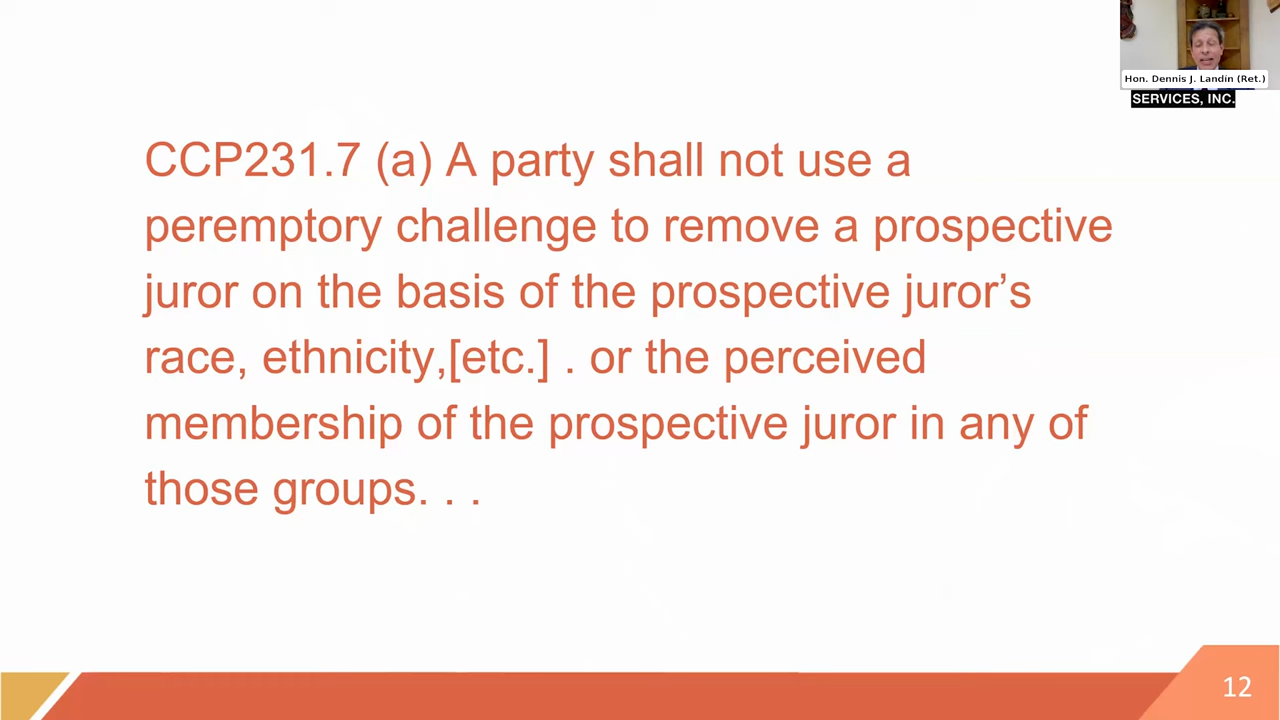 Hon. Dennis J. Landin (Ret.)
SERVICES, INC.
CCP231.7 (a) A party shall not use a
peremptory challenge to remove a prospective
juror on the basis of the prospective juror’s
race, ethnicity,[etc.] . or the perceived
membership of the prospective juror in any of
those groups. . .
12